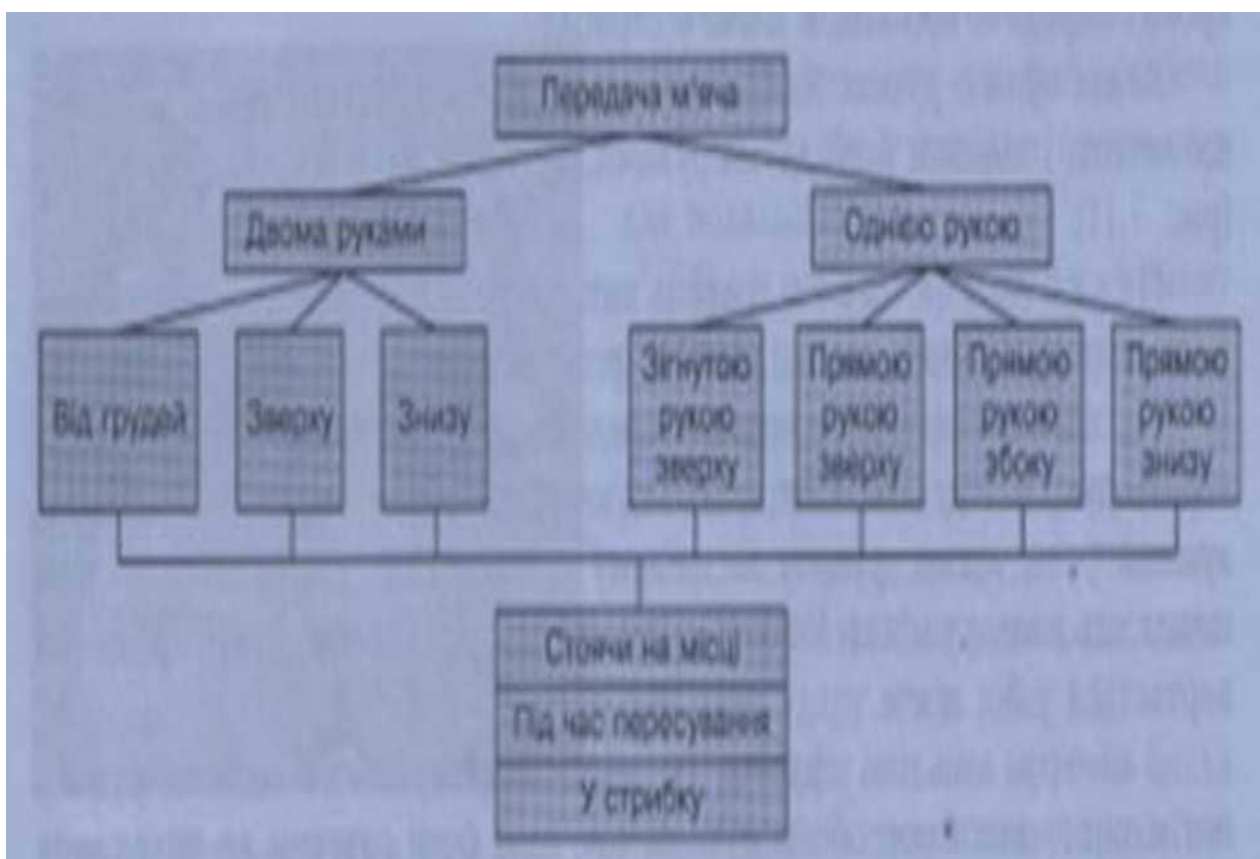 Передача м'яча
Двома руками
Однією рукою
Від грудей
Зверху
Знизу
Зігнутою
рукою
зверху
Прямою
рукою
зверху
Прямою
рукою
збоку
Прямою
рукою
знизу
Стоячи на місці
Під час пересування
У стрибку